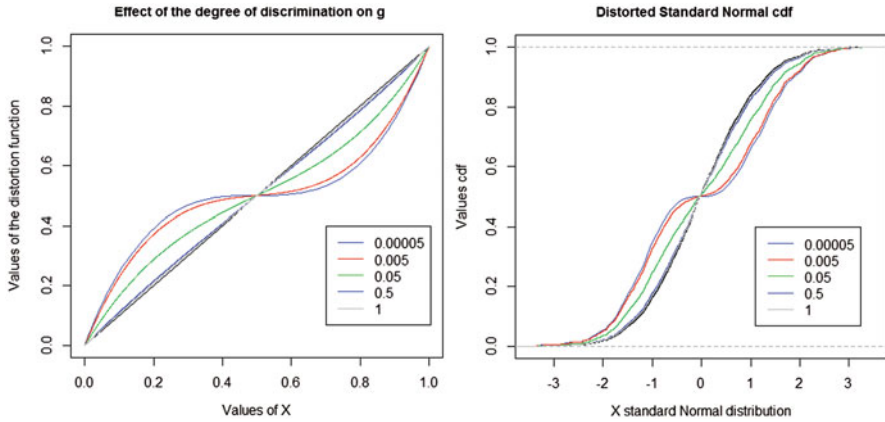 Effect of the degree of discrimination on g
Values of the distortion function
1.0
0.8
0.6
0.4
0.2
0.0
0.00005
0.005
0.05
0.5
1
0.0 0.2 0.4 0.6 0.8 1.0
Values of X
Distorted Standard Normal cdf
Values cdf
1.0
0.8
0.6
0.4
0.2
0.0
0.00005
0.005
0.05
0.5
1
-3 -2 -1 0 1 2 3
X standard Normal distribution